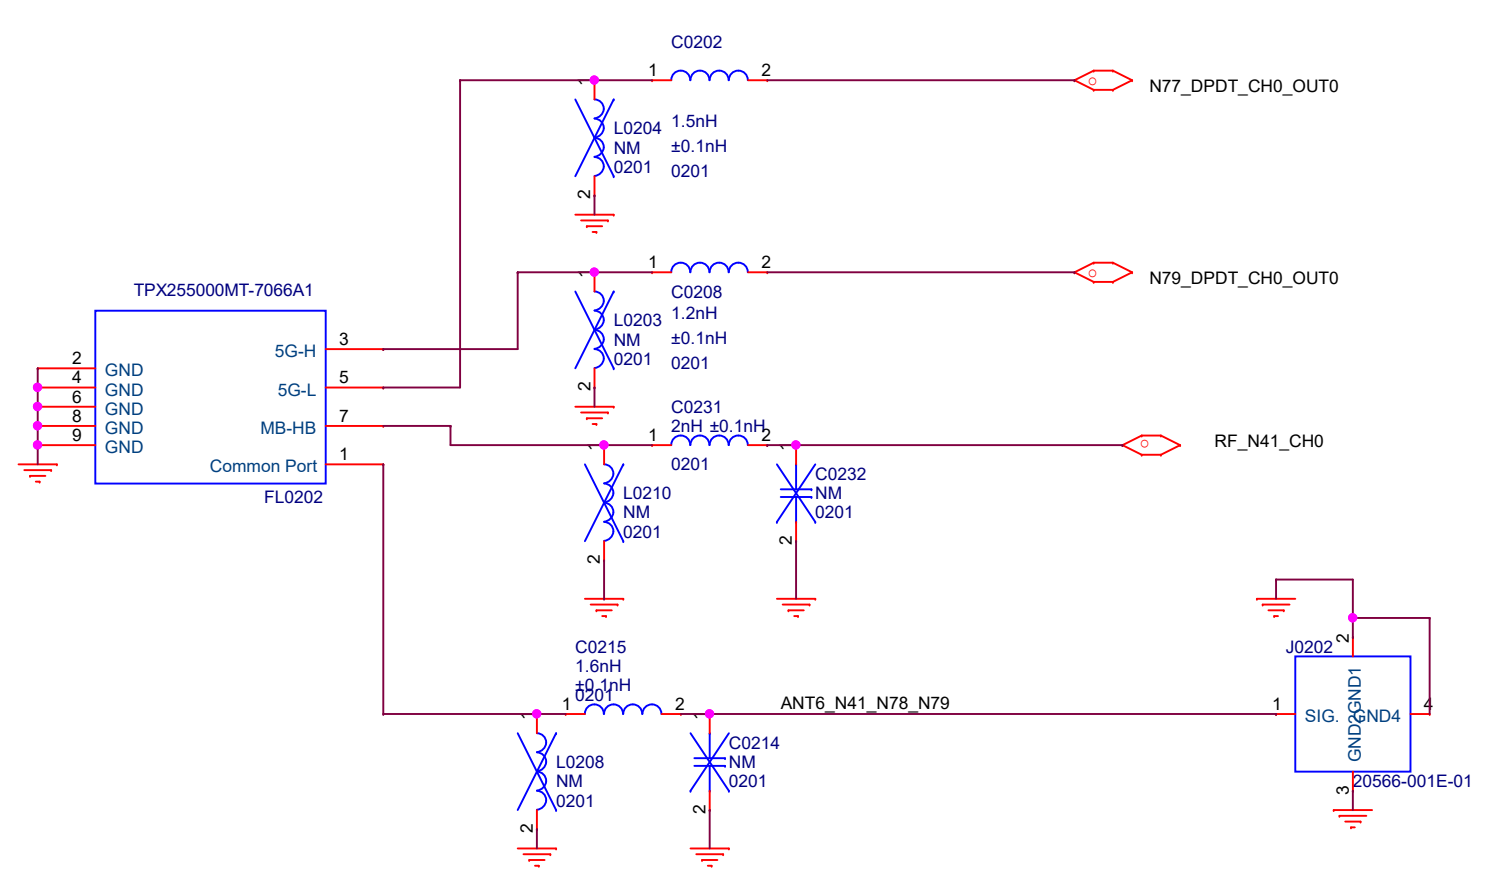 C0202
1
2
N77_DPDT_CH0_OUT0
L0204
NM
0201
1.5nH
±0.1nH
0201
2
1
2
N79_DPDT_CH0_OUT0
C0208
1.2nH
±0.1nH
0201
L0203
NM
0201
2
TPX255000MT-7066A1
2
4
6
8
9
GND
GND
GND
GND
GND
5G-H
5G-L
MB-HB
Common Port
3
5
7
1
FL0202
C0231
2nH ±0.1nH
1
2
0201
RF_N41_CH0
L0210
NM
0201
2
C0232
NM
0201
2
C0215
1.6nH
±0.1nH
0201
1
2
ANT6_N41_N78_N79
L0208
NM
0201
2
C0214
NM
0201
2
J0202
2
1
SIG.
GND1
GND2
GND4
4
3
20566-001E-01